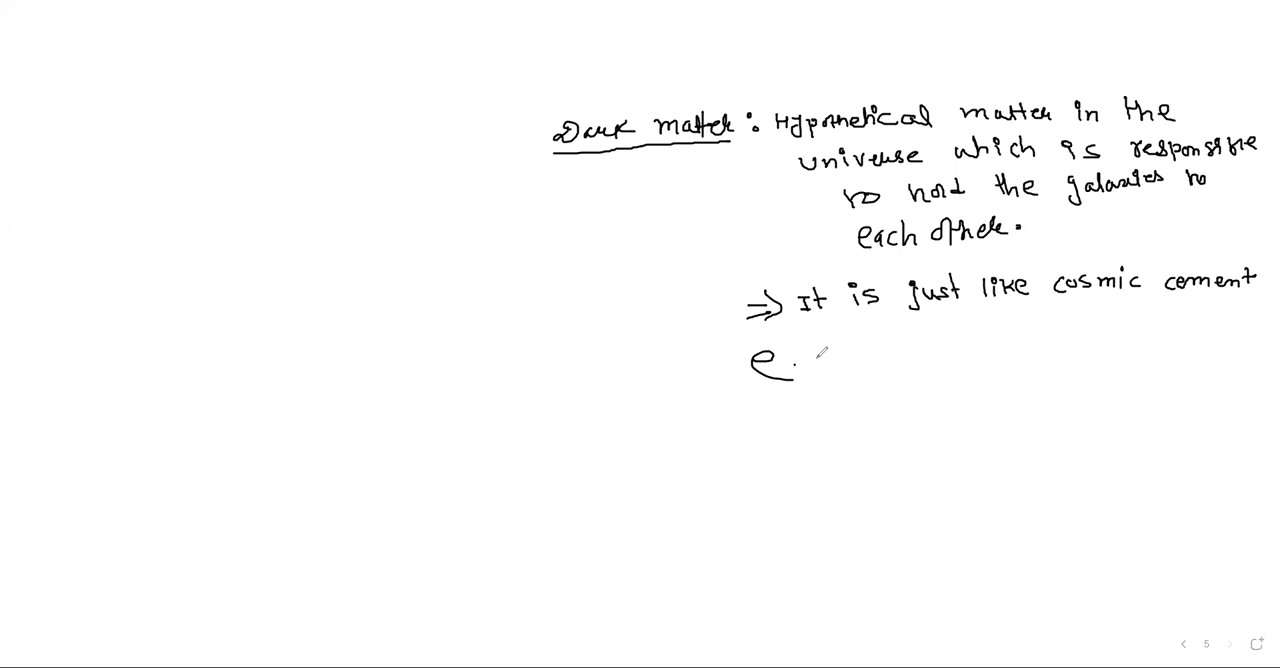 Dark matter : Hypothetical matter in the
universe which is responsible
to hold the galaxies to
each other.
⇒ It is just like cosmic cement
e.
5